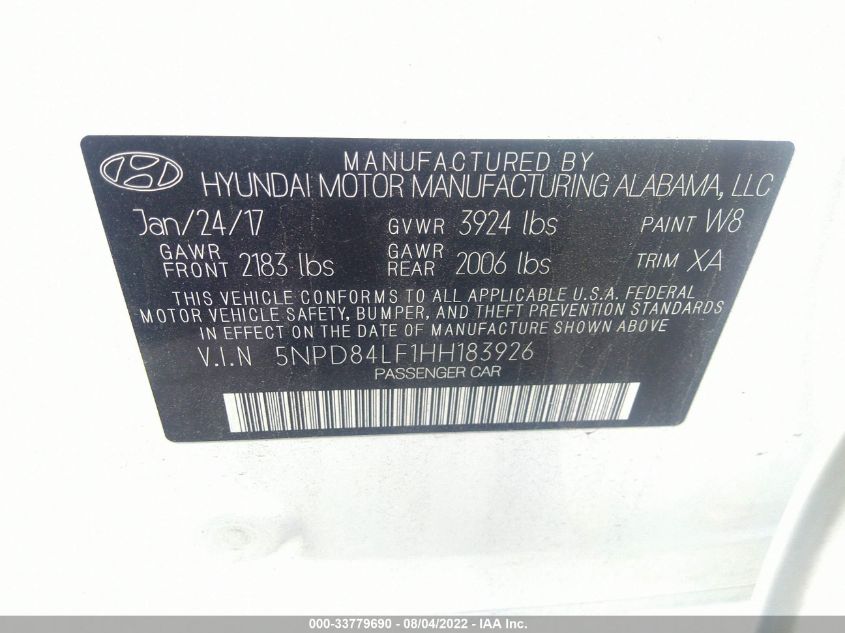 MANUFACTURED BY
HYUNDAI MOTOR MANUFACTURING ALABAMA, LLC
Jan/24/17 GVWR 3924 lbs PAINT W8
GAWR FRONT 2183 lbs GAWR REAR 2006 lbs TRIM XA
THIS VEHICLE CONFORMS TO ALL APPLICABLE U.S.A. FEDERAL
MOTOR VEHICLE SAFETY, BUMPER, AND THEFT PREVENTION STANDARDS
IN EFFECT ON THE DATE OF MANUFACTURE SHOWN ABOVE.
V.I.N 5NPD84LF1HH183926
PASSENGER CAR
000-33779690 - 08/04/2022 - IAA Inc.